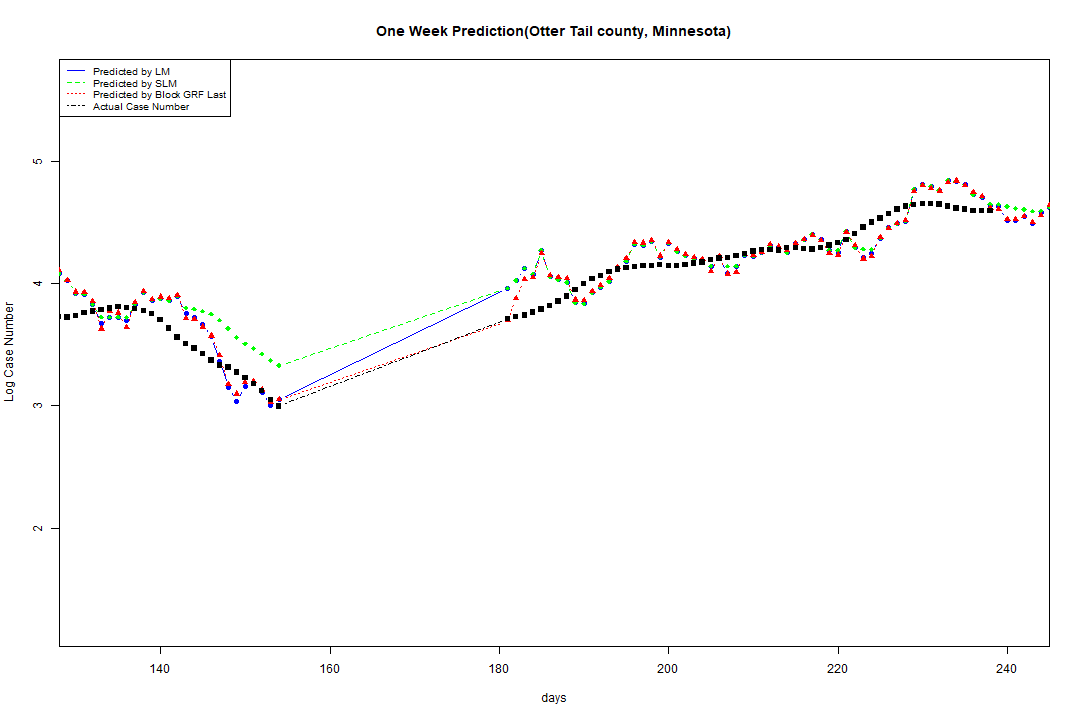 One Week Prediction(Otter Tail county, Minnesota)
Predicted by LM
Predicted by SLM
Predicted by Block GRF Last
Actual Case Number
5
4
3
2
Log Case Number
140 160 180 200 220 240
days